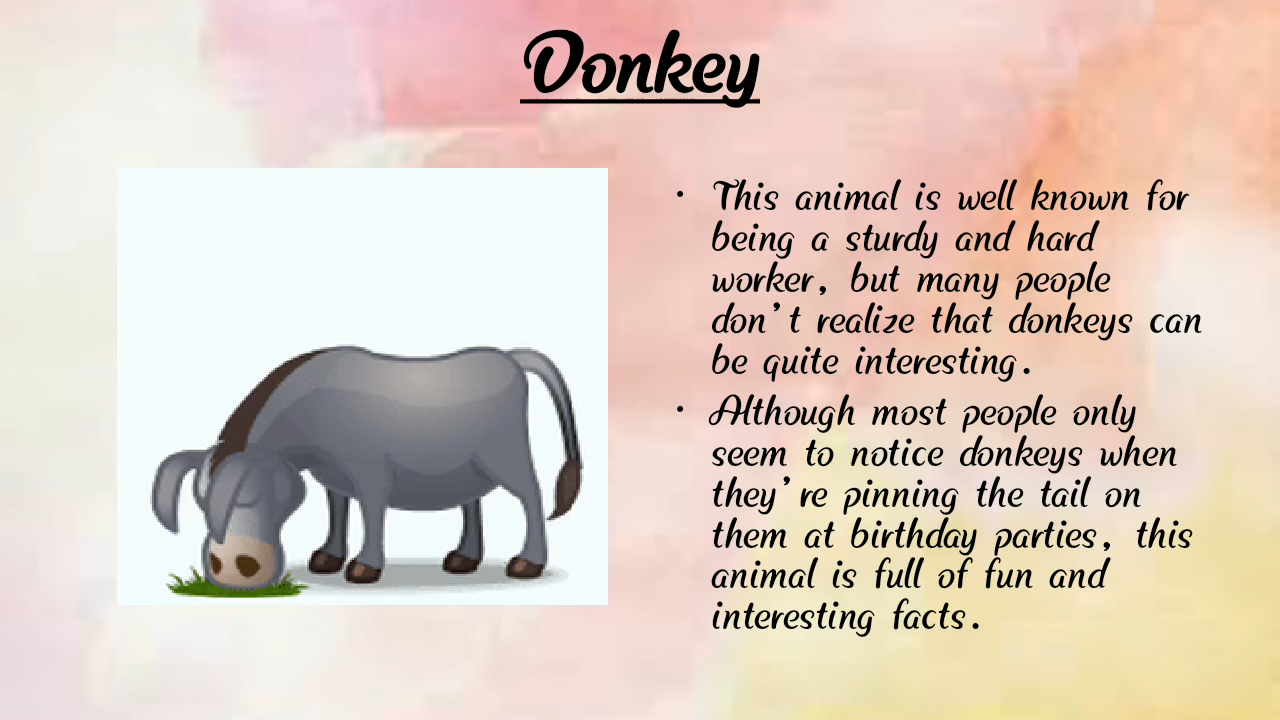 Donkey
• This animal is well known for
being a sturdy and hard
worker, but many people
don't realize that donkeys can
be quite interesting.
• Although most people only
seem to notice donkeys when
they're pinning the tail on
them at birthday parties, this
animal is full of fun and
interesting facts.